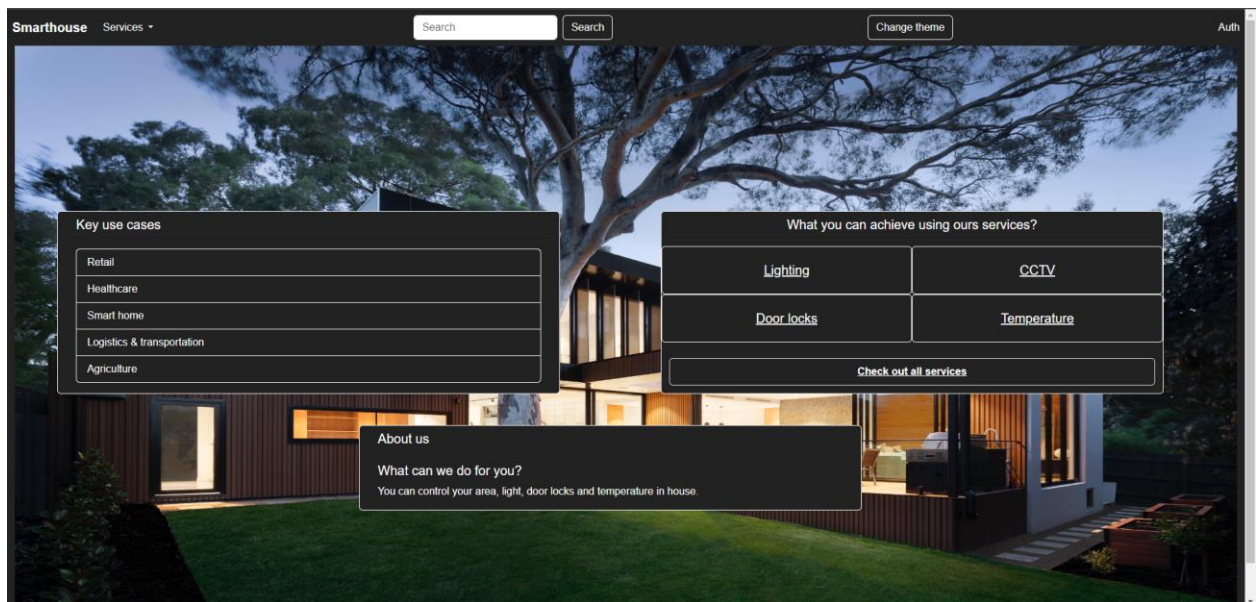 Smarthouse Services Search Search Change theme Auth
Key use cases
Retail
Healthcare
Smart home
Logistics & transportation
Agriculture
What you can achieve using ours services?
Lighting CCTV
Door locks Temperature
Check out all services
About us
What can we do for you?
You can control your area, light, door locks and temperature in house.